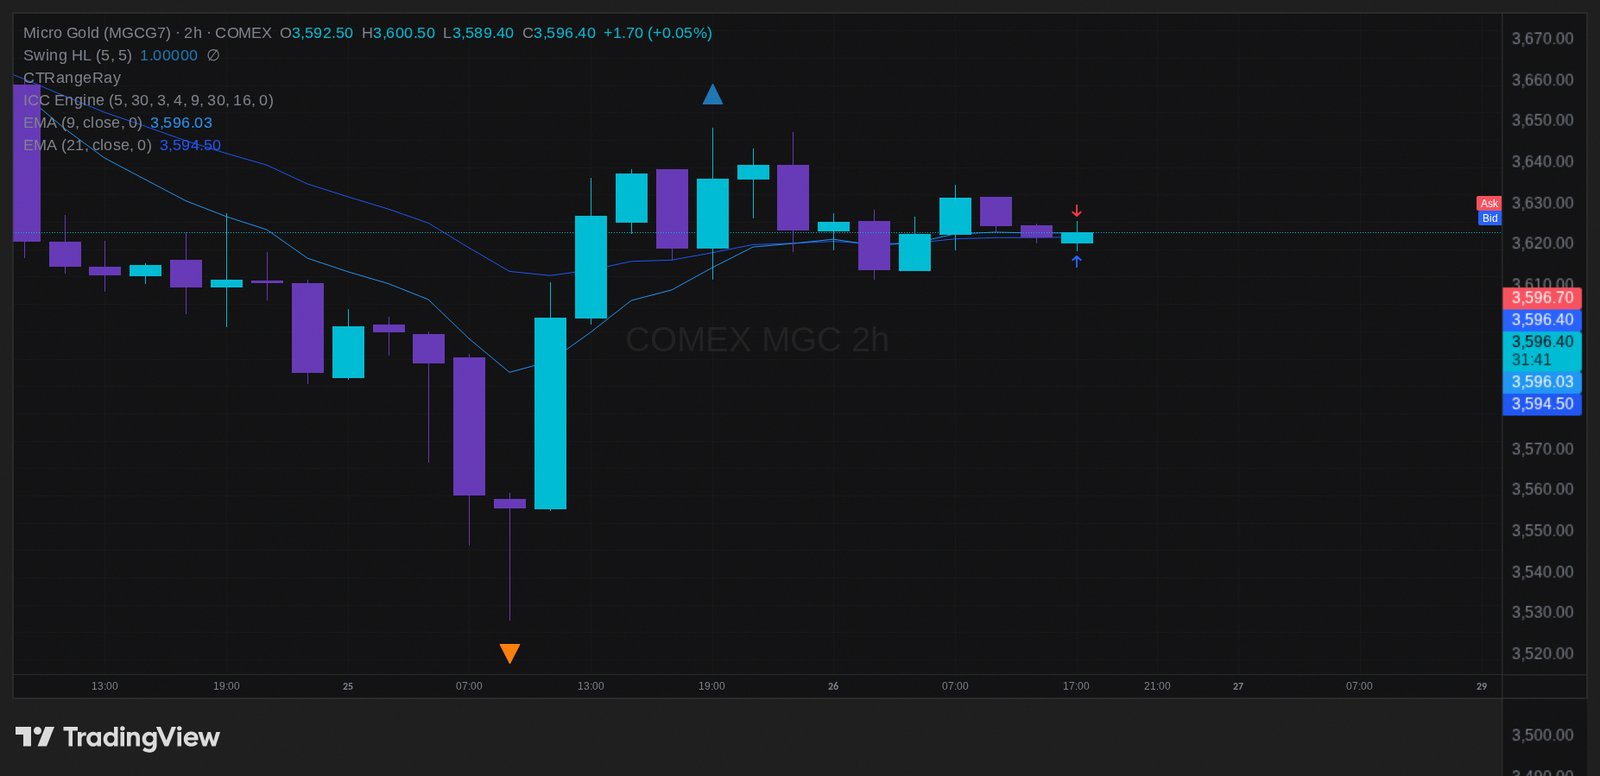 Micro Gold (MGCG7) · 2h · COMEX O3,592.50 H3,600.50 L3,589.40 C3,596.40 +1.70 (+0.05%)
Swing HL (5, 5) 1.00000 ∅
CTRangeRay
ICC Engine (5, 30, 3, 4, 9, 30, 16, 0)
EMA (9, close, 0) 3,596.03
EMA (21, close, 0) 3,594.50
COMEX MGC 2h
3,670.00
3,660.00
3,650.00
3,640.00
Ask
3,630.00
Bid
3,620.00
3,610.00
3,596.70
3,596.40
3,596.40
31:41
3,596.03
3,594.50
3,570.00
3,560.00
3,550.00
3,540.00
3,530.00
3,520.00
13:00 19:00 25 07:00 13:00 19:00 26 07:00 17:00 21:00 27 07:00 29
TradingView
3,500.00
3,490.00